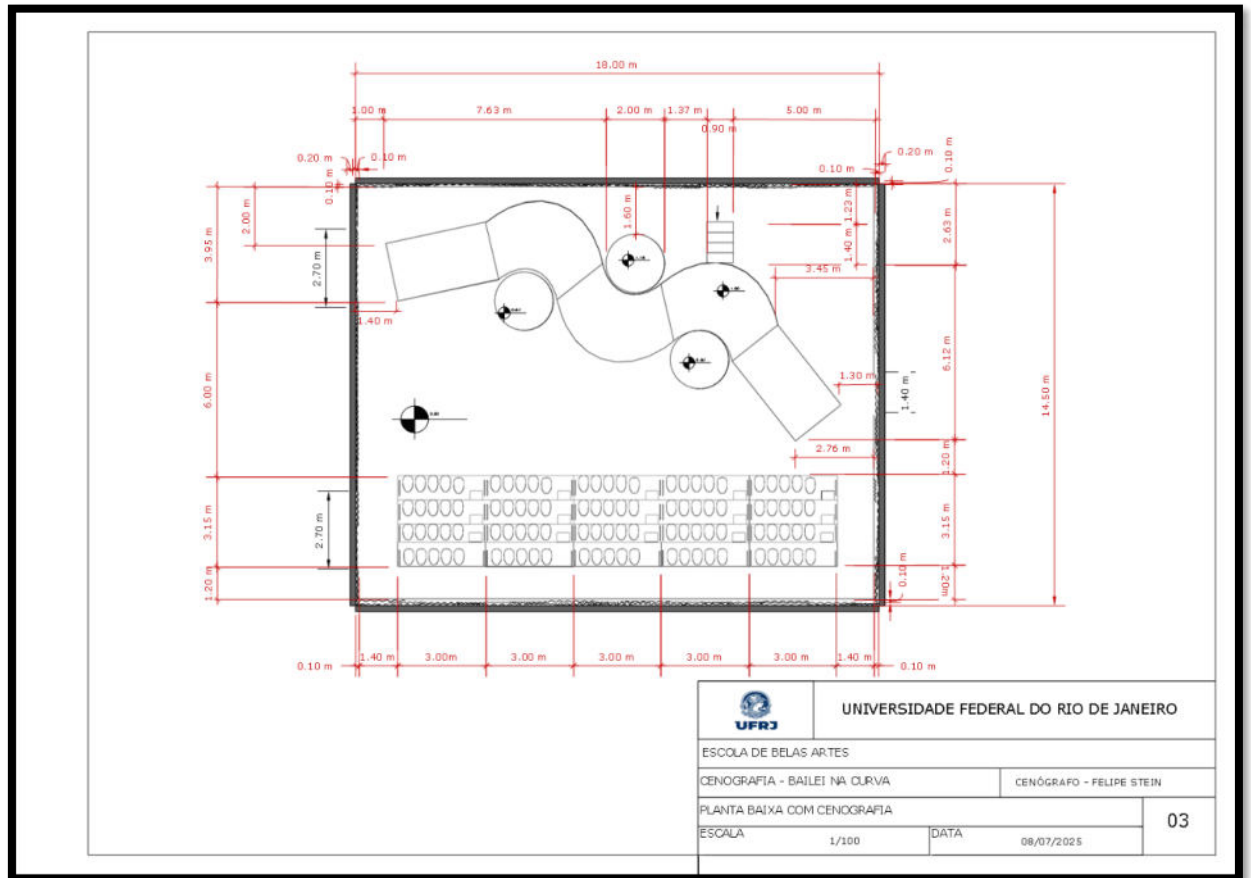 18.00 m
1.00 m 7.63 m 2.00 m 1.37 m 5.00 m
0.90 m
0.20 m 0.10 m 0.10 m 0.20 m 0.10 m
0.10 m
2.00 m
1.60 m
1.23 m
2.63 m
3.95 m
2.70 m
1.40 m
3.45 m
1.40 m
6.12 m
6.00 m
1.30 m
1.40 m
14.50 m
2.76 m
1.20 m
3.15 m
2.70 m
3.15 m
0.10 m
1.20 m
1.20m
0.10 m 1.40 m 3.00m 3.00 m 3.00 m 3.00 m 3.00 m 1.40 m 0.10 m
UFRJ
UNIVERSIDADE FEDERAL DO RIO DE JANEIRO
ESCOLA DE BELAS ARTES
CENOGRAFIA - BAILEI NA CURVA CENÓGRAFO - FELIPE STEIN
PLANTA BAIXA COM CENOGRAFIA
03
ESCALA 1/100 DATA 08/07/2025